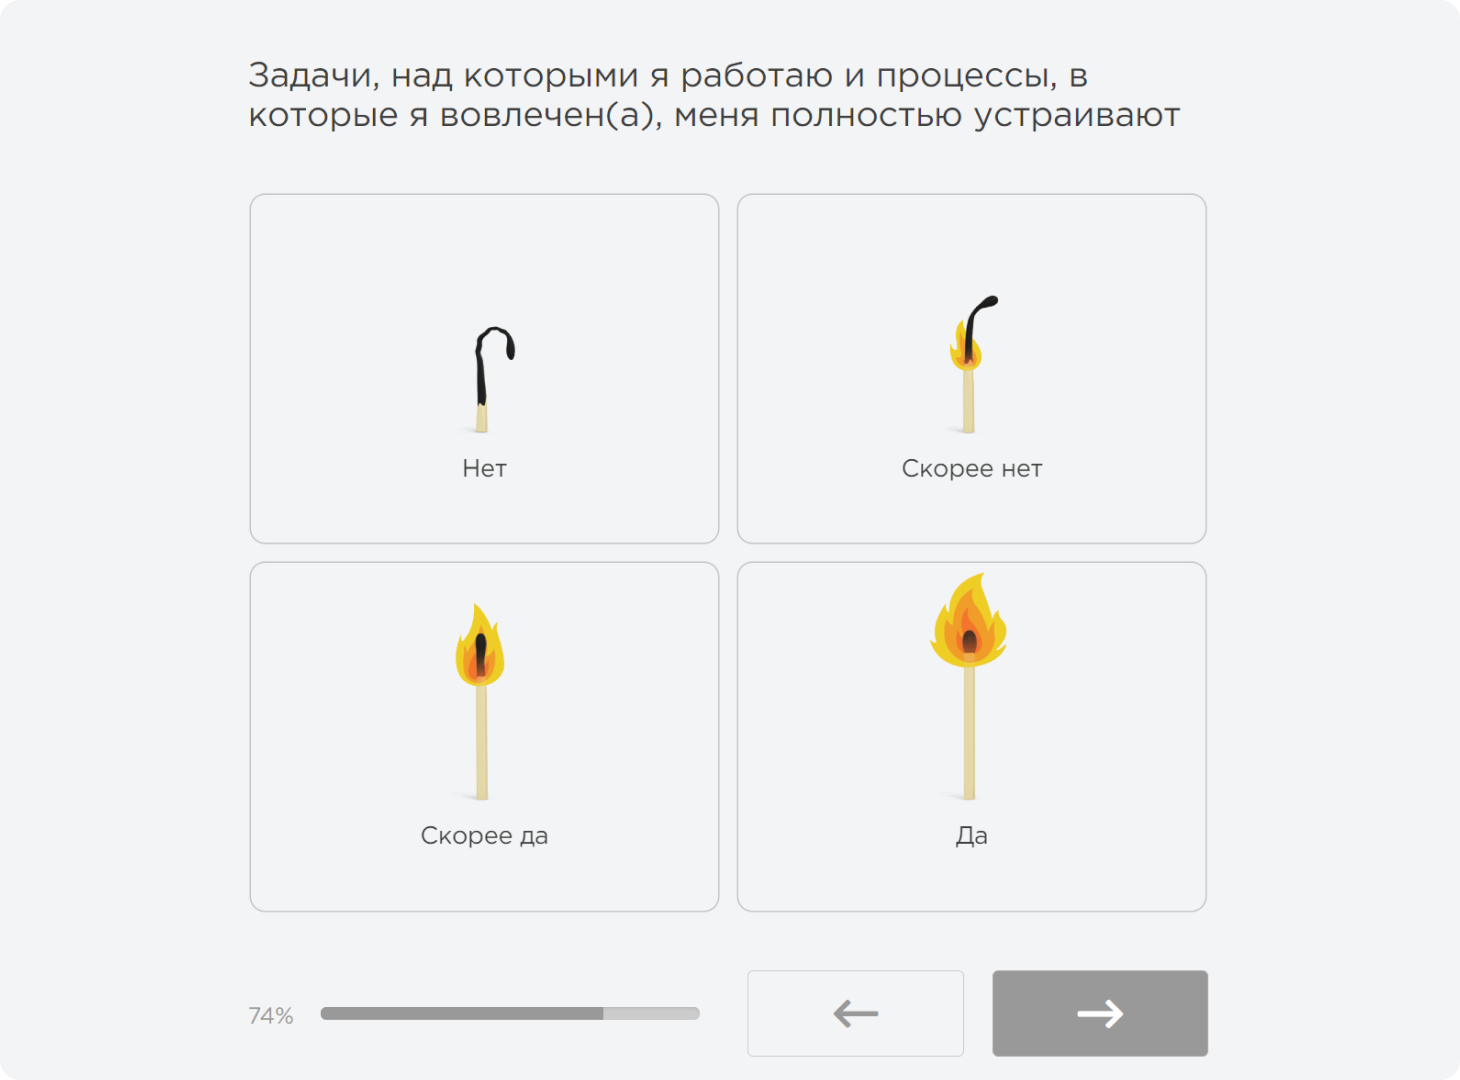 Задачи, над которыми я работаю и процессы, в
которые я вовлечен(а), меня полностью устраивают
Нет
Скорее нет
Скорее да
Да
74%